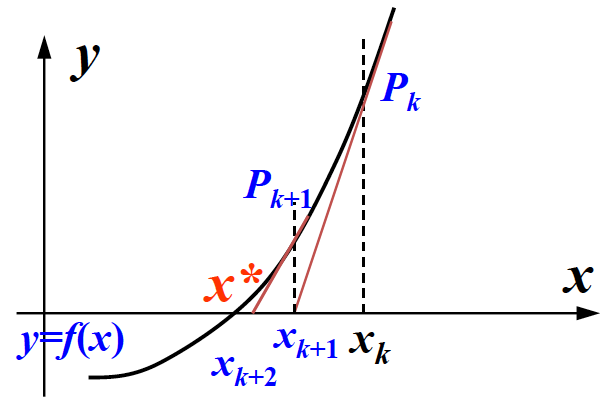 y
P_k
P_{k+1}
x*
x
y=f(x)
x_{k+1}
x_k
x_{k+2}